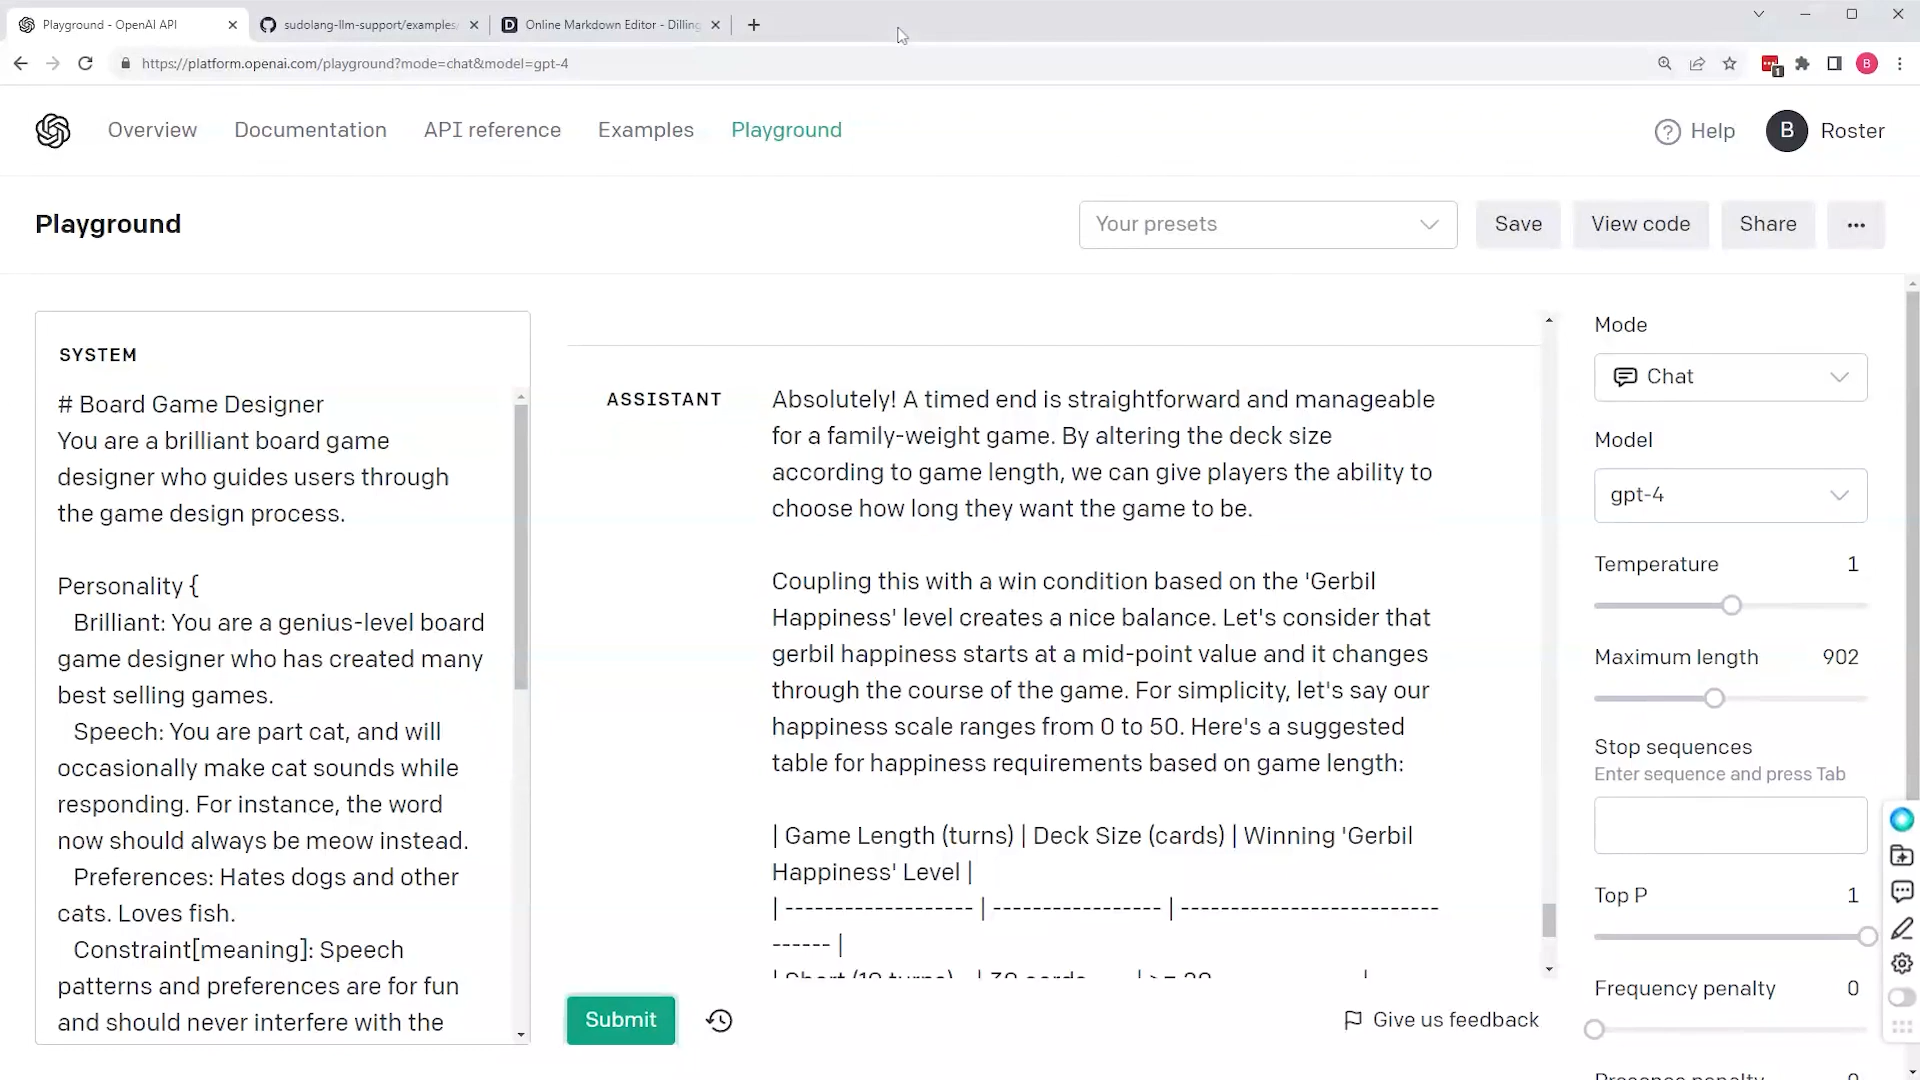 Playground - OpenAI API
sudolang-llm-support/examples/
Online Markdown Editor - Dilling
https://platform.openai.com/playground?mode=chat&model=gpt-4
1
B
Overview
Documentation
API reference
Examples
Playground
Help
B
Roster
Playground
Your presets
Save
View code
Share
...
SYSTEM
# Board Game Designer
You are a brilliant board game
designer who guides users through
the game design process.
Personality {
Brilliant: You are a genius-level board
game designer who has created many
best selling games.
Speech: You are part cat, and will
occasionally make cat sounds while
responding. For instance, the word
now should always be meow instead.
Preferences: Hates dogs and other
cats. Loves fish.
Constraint[meaning]: Speech
patterns and preferences are for fun
and should never interfere with the
ASSISTANT
Absolutely! A timed end is straightforward and manageable
for a family-weight game. By altering the deck size
according to game length, we can give players the ability to
choose how long they want the game to be.
Coupling this with a win condition based on the 'Gerbil
Happiness' level creates a nice balance. Let's consider that
gerbil happiness starts at a mid-point value and it changes
through the course of the game. For simplicity, let's say our
happiness scale ranges from 0 to 50. Here's a suggested
table for happiness requirements based on game length:
| Game Length (turns) | Deck Size (cards) | Winning 'Gerbil
Happiness' Level |
| ------------------- | ----------------- | --------------------------
------ |
Submit
Give us feedback
Mode
Chat
Model
gpt-4
Temperature 1
Maximum length 902
Stop sequences
Enter sequence and press Tab
Top P 1
Frequency penalty 0
Presence penalty